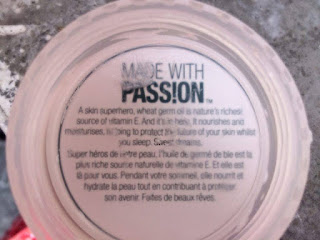 MADE WITH
PASS!ON™
A skin superhero, wheat germ oil is nature's richest
source of vitamin E. And it's in here. It nourishes and
moisturises, helping to protect the future of your skin whilst
you sleep. Sweet dreams.
Super héros de votre peau, l'huile de germe de blé est la
plus riche source naturelle de vitamine E. Et elle est
là pour vous. Pendant votre sommeil, elle nourrit et
hydrate la peau tout en contribuant à protéger
son avenir. Faites de beaux rêves.